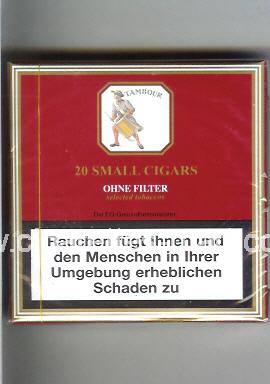 TAMBOUR
20 SMALL CIGARS
OHNE FILTER
selected tobaccos
Die EG-Gesundheitsminister:
Rauchen fügt Ihnen und
den Menschen in Ihrer
Umgebung erheblichen
Schaden zu